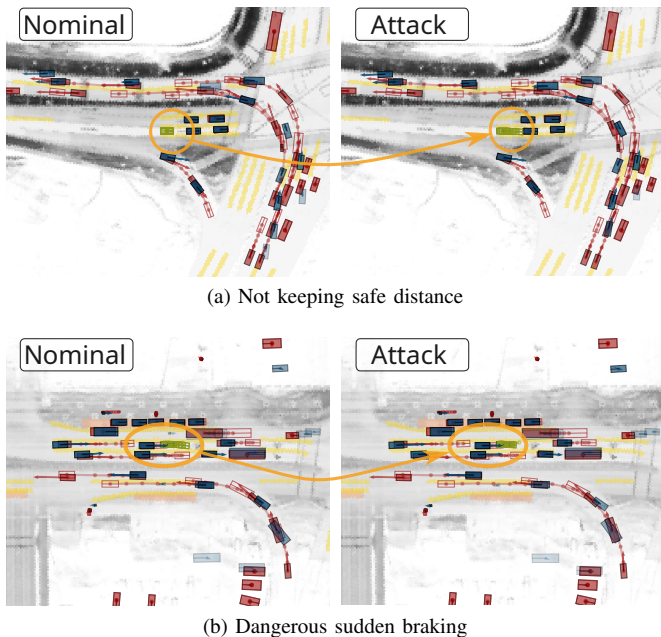 Nominal Attack
(a) Not keeping safe distance
Nominal Attack
(b) Dangerous sudden braking